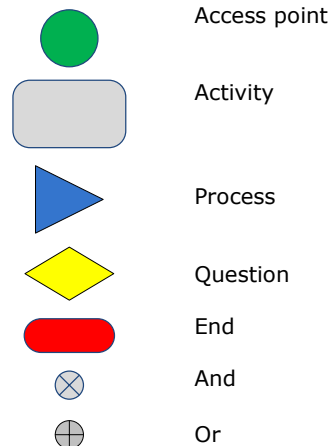 Access point
Activity
Process
Question
End
And
Or